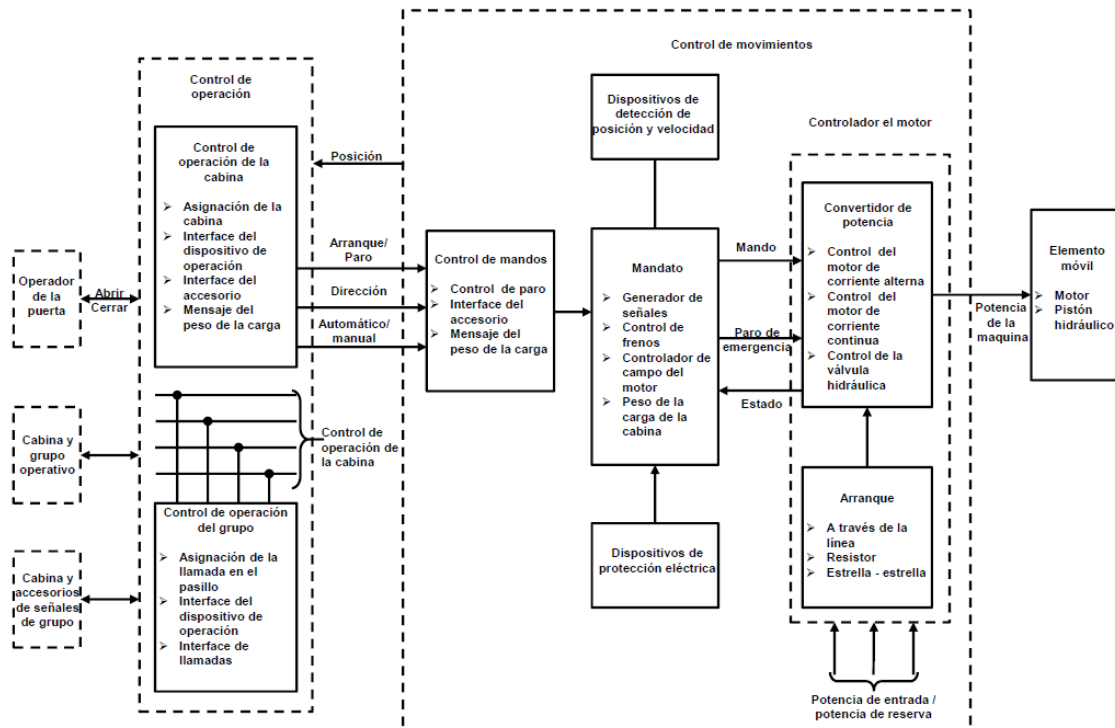 Control de movimientos
Control de
operación
Control de
operación de la
cabina
Asignación de la
cabina
Interface del
dispositivo de
operación
Interface del
accesorio
Mensaje del
peso de la carga
Operador
de la
puerta
Abrir
Cerrar
Posición
Arranque/
Paro
Dirección
Automático/
manual
Control de mandos
Control de paro
Interface del
accesorio
Mensaje del
peso de la carga
Dispositivos de
detección de
posición y velocidad
Mandato
Generador de
señales
Control de
frenos
Controlador de
campo del
motor
Peso de la
carga de la
cabina
Dispositivos de
protección eléctrica
Mando
Paro de
emergencia
Estado
Controlador el motor
Convertidor de
potencia
Control del
motor de
corriente alterna
Control del
motor de
corriente
continua
Control de la
válvula
hidráulica
Arranque
A través de la
línea
Resistor
Estrella - estrella
Potencia de entrada /
potencia de reserva
Potencia
de la
maquina
Elemento
móvil
Motor
Pistón
hidráulico
Cabina y
grupo
operativo
Control de
operación de
la cabina
Cabina y
accesorios
de señales
de grupo
Control de operación
del grupo
Asignación de la
llamada en el
pasillo
Interface del
dispositivo de
operación
Interface de
llamadas